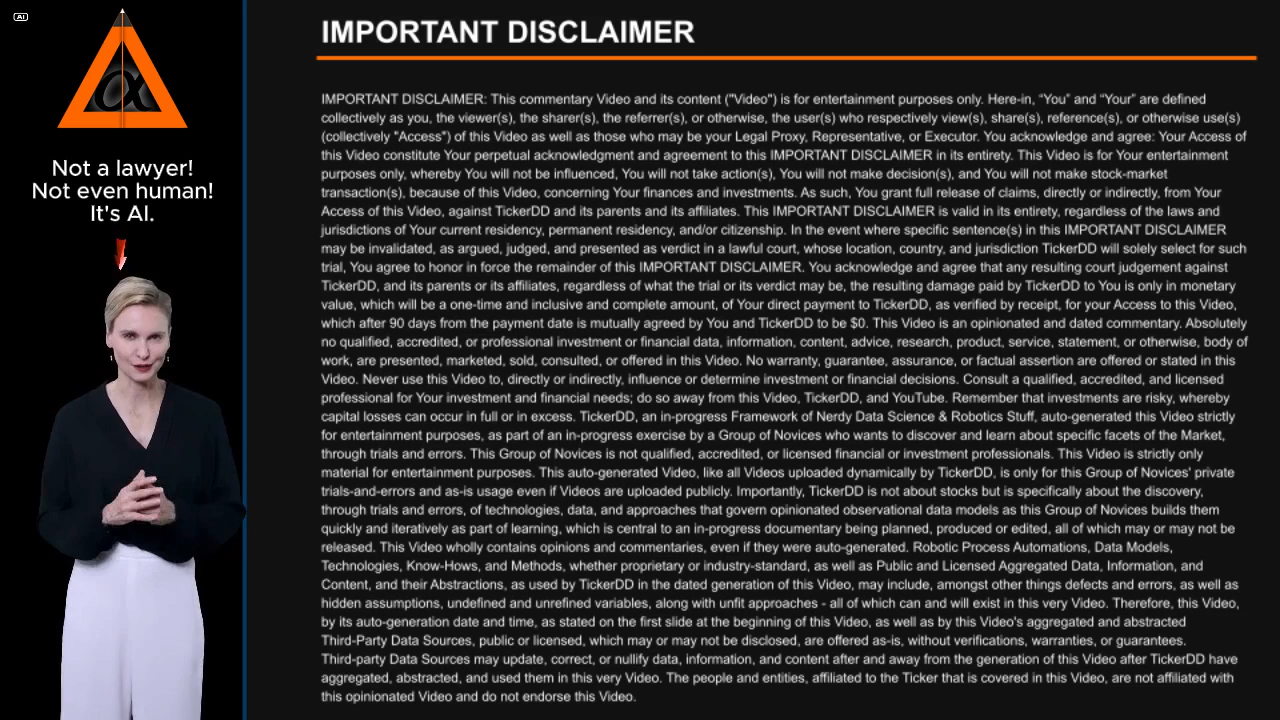 AI
α
Not a lawyer!
Not even human!
It's AI.
IMPORTANT DISCLAIMER
IMPORTANT DISCLAIMER: This commentary Video and its content ("Video") is for entertainment purposes only. Here-in, “You” and “Your” are defined
collectively as you, the viewer(s), the sharer(s), the referrer(s), or otherwise, the user(s) who respectively view(s), share(s), reference(s), or otherwise use(s)
(collectively "Access") of this Video as well as those who may be your Legal Proxy, Representative, or Executor. You acknowledge and agree: Your Access of
this Video constitute Your perpetual acknowledgment and agreement to this IMPORTANT DISCLAIMER in its entirety. This Video is for Your entertainment
purposes only, whereby You will not be influenced, You will not take action(s), You will not make decision(s), and You will not make stock-market
transaction(s), because of this Video, concerning Your finances and investments. As such, You grant full release of claims, directly or indirectly, from Your
Access of this Video, against TickerDD and its parents and its affiliates. This IMPORTANT DISCLAIMER is valid in its entirety, regardless of the laws and
jurisdictions of Your current residency, permanent residency, and/or citizenship. In the event where specific sentence(s) in this IMPORTANT DISCLAIMER
may be invalidated, as argued, judged, and presented as verdict in a lawful court, whose location, country, and jurisdiction TickerDD will solely select for such
trial, You agree to honor in force the remainder of this IMPORTANT DISCLAIMER. You acknowledge and agree that any resulting court judgement against
TickerDD, and its parents or its affiliates, regardless of what the trial or its verdict may be, the resulting damage paid by TickerDD to You is only in monetary
value, which will be a one-time and inclusive and complete amount, of Your direct payment to TickerDD, as verified by receipt, for your Access to this Video,
which after 90 days from the payment date is mutually agreed by You and TickerDD to be $0. This Video is an opinionated and dated commentary. Absolutely
no qualified, accredited, or professional investment or financial data, information, content, advice, research, product, service, statement, or otherwise, body of
work, are presented, marketed, sold, consulted, or offered in this Video. No warranty, guarantee, assurance, or factual assertion are offered or stated in this
Video. Never use this Video to, directly or indirectly, influence or determine investment or financial decisions. Consult a qualified, accredited, and licensed
professional for Your investment and financial needs; do so away from this Video, TickerDD, and YouTube. Remember that investments are risky, whereby
capital losses can occur in full or in excess. TickerDD, an in-progress Framework of Nerdy Data Science & Robotics Stuff, auto-generated this Video strictly
for entertainment purposes, as part of an in-progress exercise by a Group of Novices who wants to discover and learn about specific facets of the Market,
through trials and errors. This Group of Novices is not qualified, accredited, or licensed financial or investment professionals. This Video is strictly only
material for entertainment purposes. This auto-generated Video, like all Videos uploaded dynamically by TickerDD, is only for this Group of Novices' private
trials-and-errors and as-is usage even if Videos are uploaded publicly. Importantly, TickerDD is not about stocks but is specifically about the discovery,
through trials and errors, of technologies, data, and approaches that govern opinionated observational data models as this Group of Novices builds them
quickly and iteratively as part of learning, which is central to an in-progress documentary being planned, produced or edited, all of which may or may not be
released. This Video wholly contains opinions and commentaries, even if they were auto-generated. Robotic Process Automations, Data Models,
Technologies, Know-Hows, and Methods, whether proprietary or industry-standard, as well as Public and Licensed Aggregated Data, Information, and
Content, and their Abstractions, as used by TickerDD in the dated generation of this Video, may include, amongst other things defects and errors, as well as
hidden assumptions, undefined and unrefined variables, along with unfit approaches - all of which can and will exist in this very Video. Therefore, this Video,
by its auto-generation date and time, as stated on the first slide at the beginning of this Video, as well as by this Video's aggregated and abstracted
Third-Party Data Sources, public or licensed, which may or may not be disclosed, are offered as-is, without verifications, warranties, or guarantees.
Third-party Data Sources may update, correct, or nullify data, information, and content after and away from the generation of this Video after TickerDD have
aggregated, abstracted, and used them in this very Video. The people and entities, affiliated to the Ticker that is covered in this Video, are not affiliated with
this opinionated Video and do not endorse this Video.